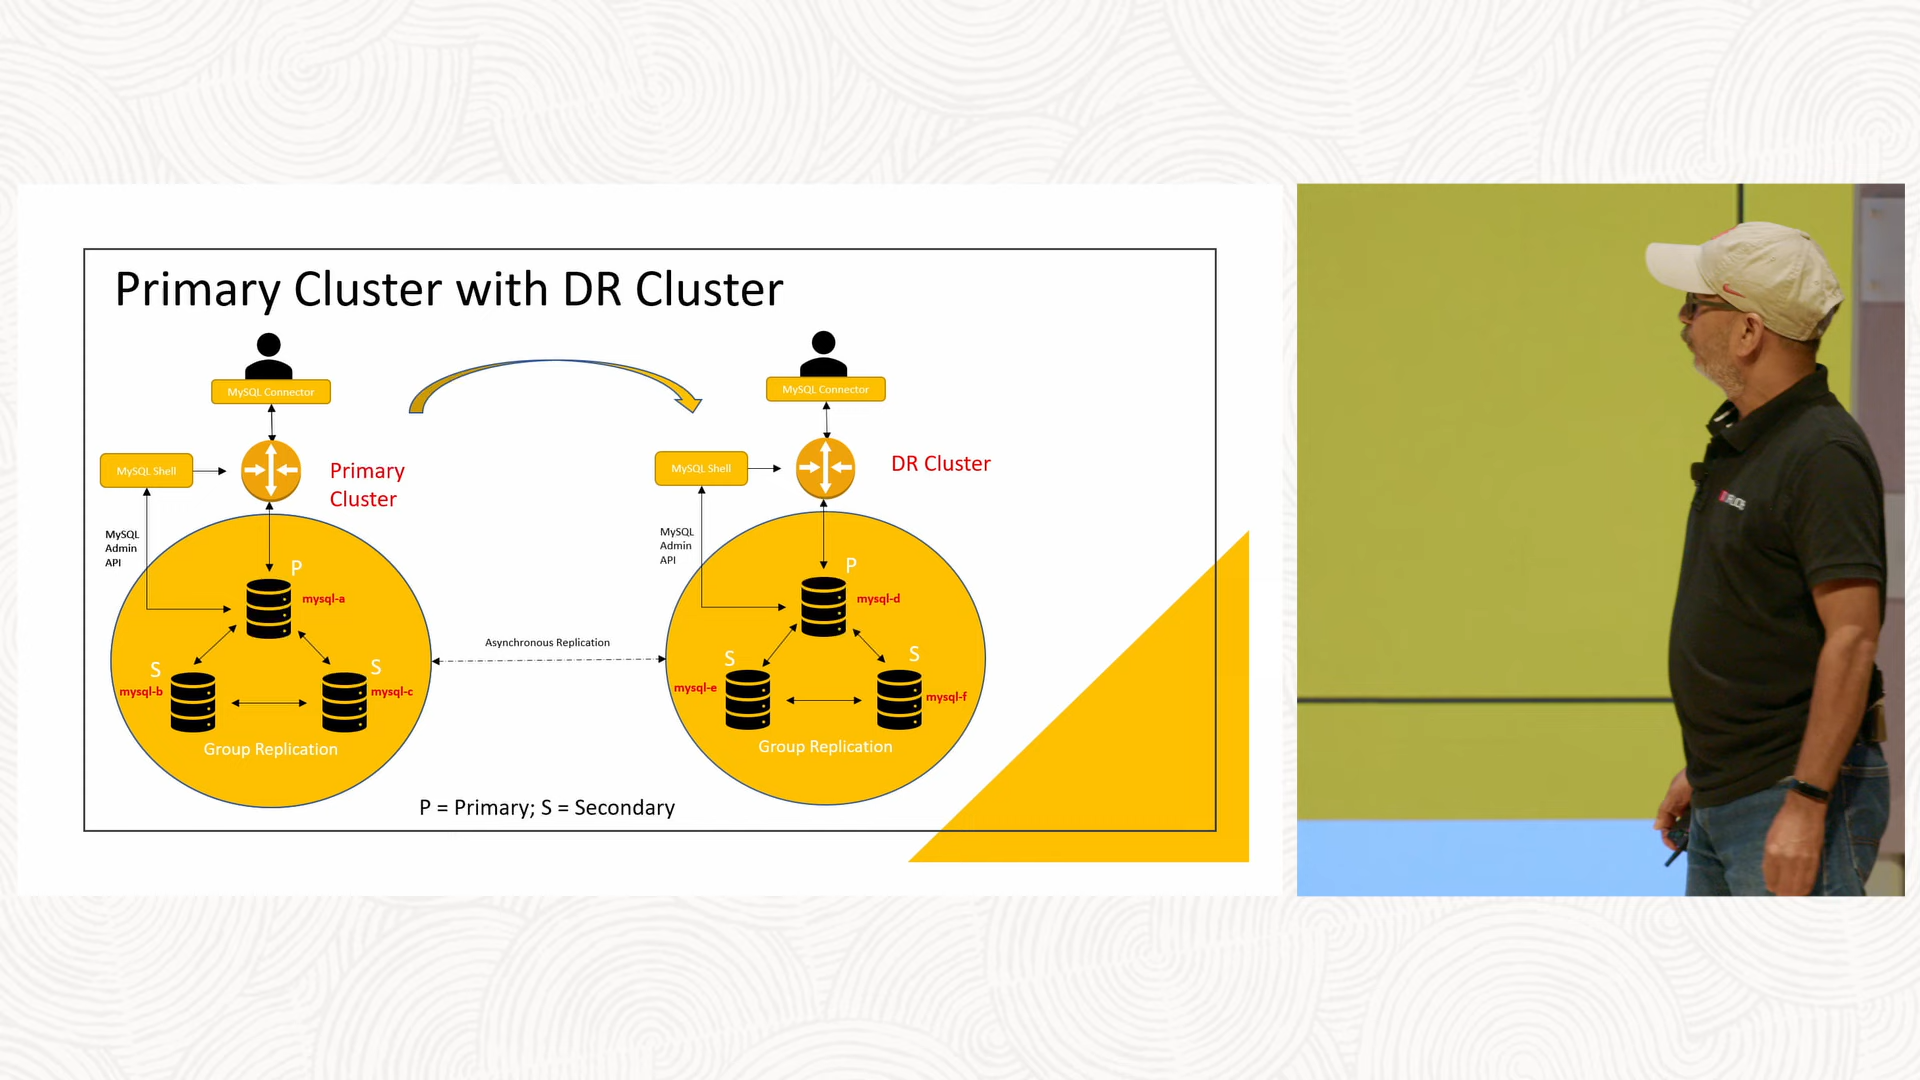 Primary Cluster with DR Cluster
MySQL Connector
MySQL Shell
Primary
Cluster
MySQL
Admin
API
P
mysql-a
S
mysql-b
S
mysql-c
Group Replication
Asynchronous Replication
MySQL Connector
MySQL Shell
DR Cluster
MySQL
Admin
API
P
mysql-d
S
mysql-e
S
mysql-f
Group Replication
P = Primary; S = Secondary